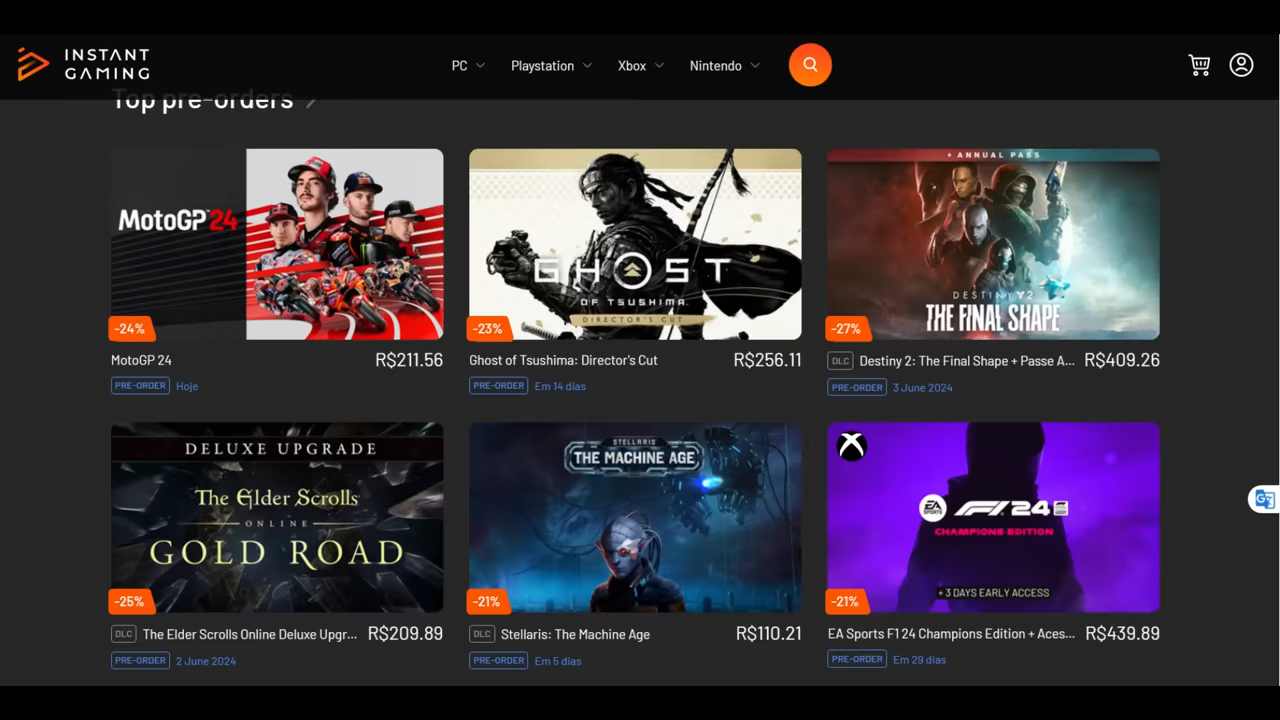 INSTANT
GAMING
PC
Playstation
Xbox
Nintendo
Top pre-orders
MotoGP 24
-24%
MotoGP 24
R$211.56
PRE-ORDER
Hoje
GHOST
OF TSUSHIMA
DIRECTOR'S CUT
-23%
Ghost of Tsushima: Director's Cut
R$256.11
PRE-ORDER
Em 14 dias
+ ANNUAL PASS
DESTINY 2
THE FINAL SHAPE
-27%
DLC
Destiny 2: The Final Shape + Passe A...
R$409.26
PRE-ORDER
3 June 2024
DELUXE UPGRADE
The Elder Scrolls
ONLINE
GOLD ROAD
-25%
DLC
The Elder Scrolls Online Deluxe Upgr...
R$209.89
PRE-ORDER
2 June 2024
STELLARIS
THE MACHINE AGE
-21%
DLC
Stellaris: The Machine Age
R$110.21
PRE-ORDER
Em 5 dias
EA
SPORTS
F1 24
CHAMPIONS EDITION
+ 3 DAYS EARLY ACCESS
-21%
EA Sports F1 24 Champions Edition + Aces...
R$439.89
PRE-ORDER
Em 29 dias